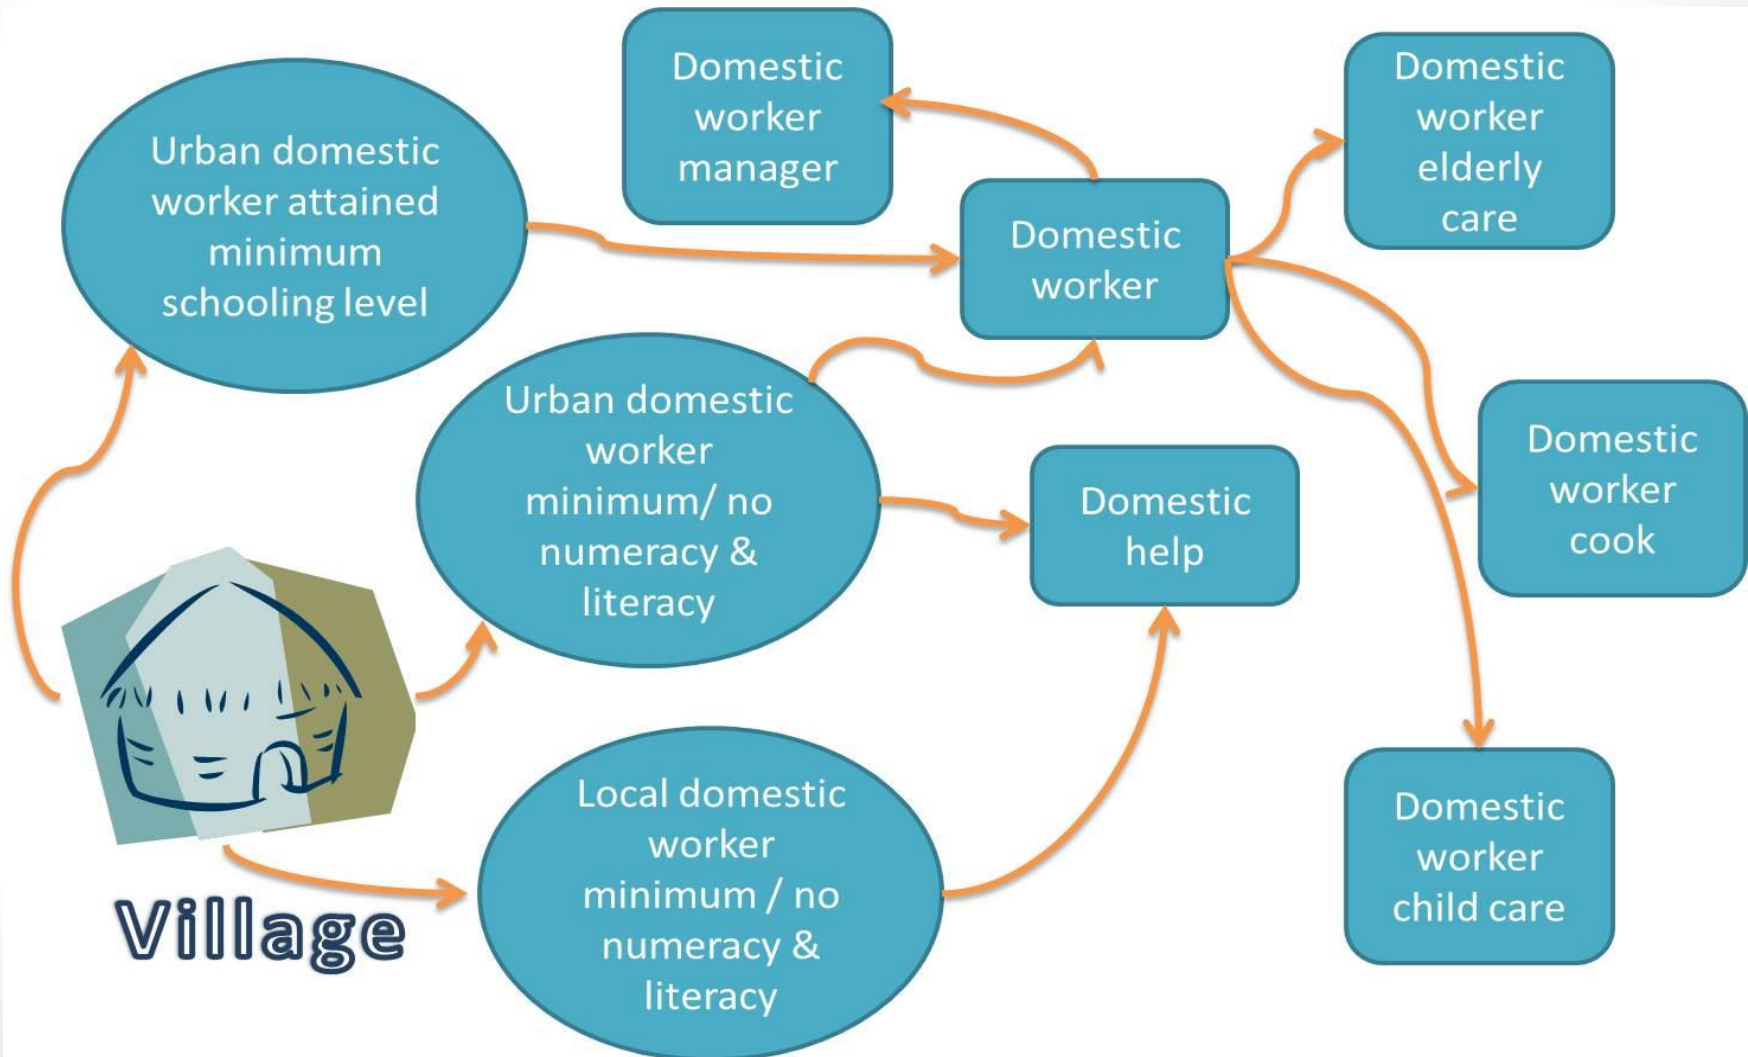 Urban domestic
worker attained
minimum
schooling level
Domestic
worker
manager
Domestic
worker
elderly
care
Domestic
worker
Urban domestic
worker
minimum/ no
numeracy &
literacy
Domestic
help
Domestic
worker
cook
Village
Local domestic
worker
minimum / no
numeracy &
literacy
Domestic
worker
child care